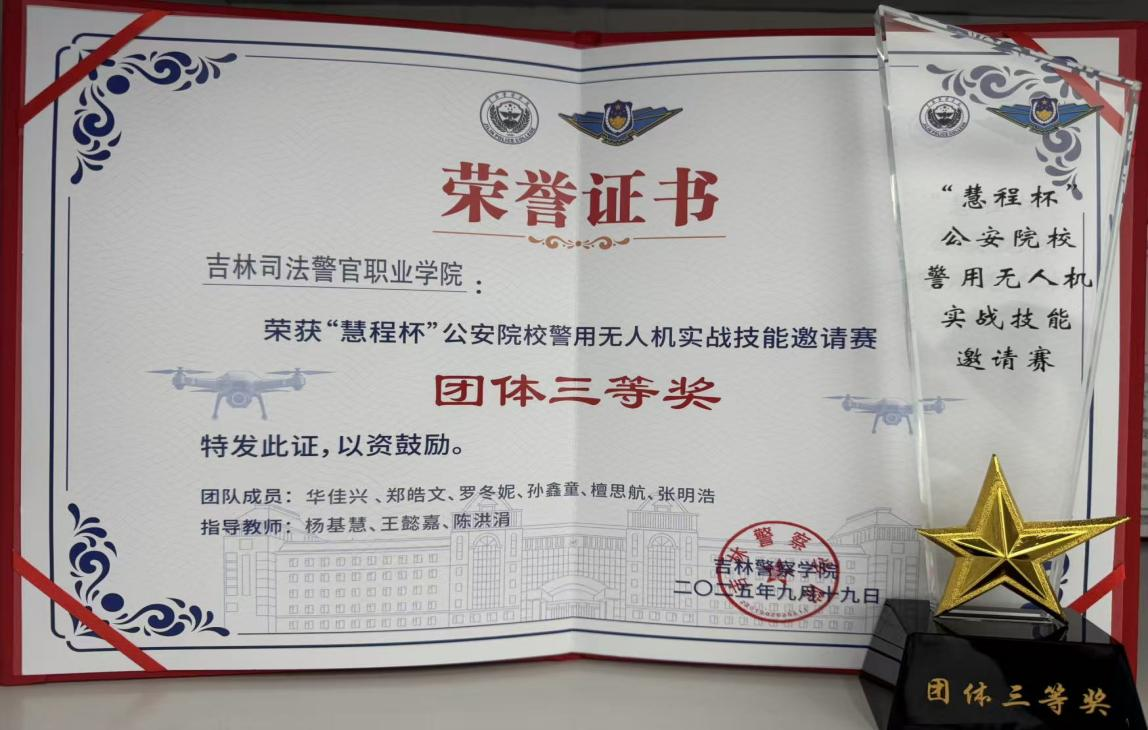 荣誉证书
吉林司法警官职业学院：
荣获“慧程杯”公安院校警用无人机实战技能邀请赛
团体三等奖
特发此证，以资鼓励。
团队成员：华佳兴、郑皓文、罗冬妮、孙鑫童、檀思航、张明浩
指导教师：杨基慧、王懿嘉、陈洪涓
吉林警察学院
二〇二五年九月十九日
JILIN POLICE COLLEGE
“慧程杯”
公安院校
警用无人机
实战技能
邀请赛
团体三等奖